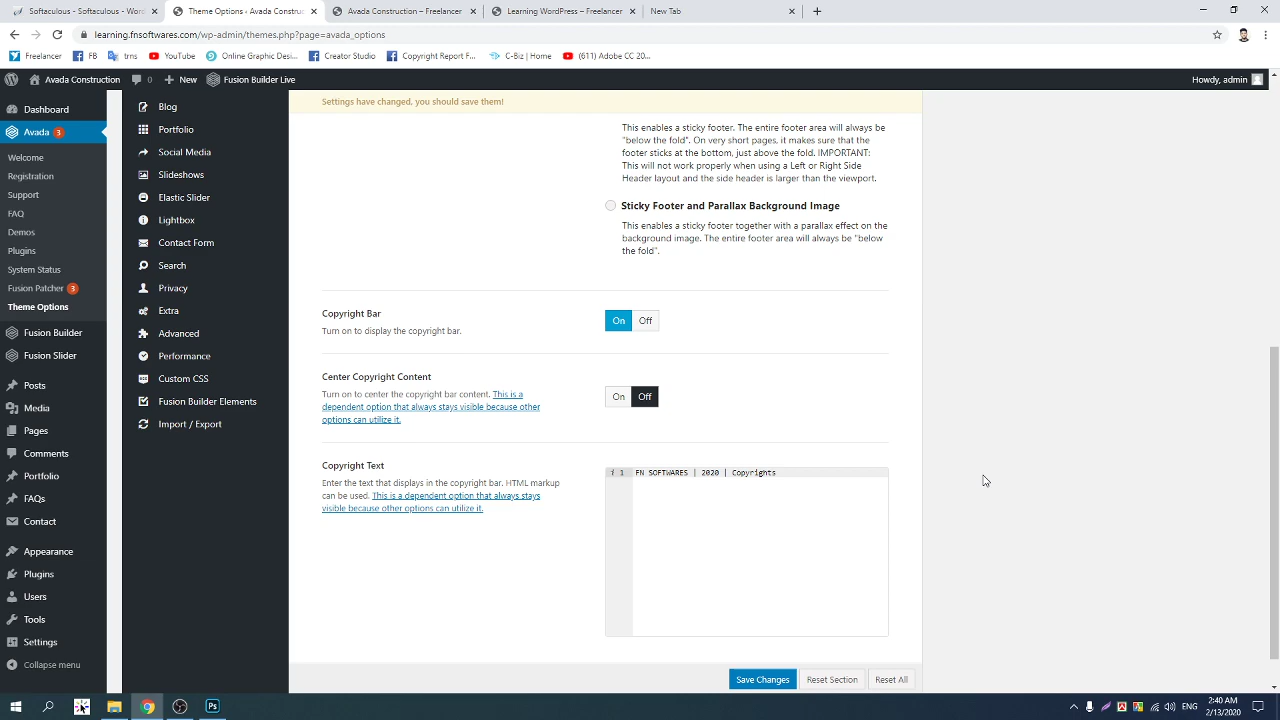 Softaculous - Softaculous - Word
Theme Options ‹ Avada Construc
Avada Construction – Freelancer
Learning WordPress – Freelancer
New Tab
learning.fnsoftwares.com/wp-admin/themes.php?page=avada_options
Freelancer
FB
trns
YouTube
Online Graphic Desi...
Creator Studio
Copyright Report F...
C-Biz | Home
(611) Adobe CC 20...
Avada Construction
0
New
Fusion Builder Live
Howdy, admin
Dashboard
Avada 3
Welcome
Registration
Support
FAQ
Demos
Plugins
System Status
Fusion Patcher 3
Theme Options
Fusion Builder
Fusion Slider
Posts
Media
Pages
Comments
Portfolio
FAQs
Contact
Appearance
Plugins
Users
Tools
Settings
Collapse menu
Blog
Portfolio
Social Media
Slideshows
Elastic Slider
Lightbox
Contact Form
Search
Privacy
Extra
Advanced
Performance
Custom CSS
Fusion Builder Elements
Import / Export
Settings have changed, you should save them!
This enables a sticky footer. The entire footer area will always be
"below the fold". On very short pages, it makes sure that the
footer sticks at the bottom, just above the fold. IMPORTANT:
This will not work properly when using a Left or Right Side
Header layout and the side header is larger than the viewport.
Sticky Footer and Parallax Background Image
This enables a sticky footer together with a parallax effect on the
background image. The entire footer area will always be "below
the fold".
Copyright Bar
Turn on to display the copyright bar.
On Off
Center Copyright Content
Turn on to center the copyright bar content. This is a
dependent option that always stays visible because other
options can utilize it.
On Off
Copyright Text
Enter the text that displays in the copyright bar. HTML markup
can be used. This is a dependent option that always stays
visible because other options can utilize it.
i 1 FN SOFTWARES | 2020 | Copyrights
Save Changes
Reset Section
Reset All
2:40 AM
2/13/2020